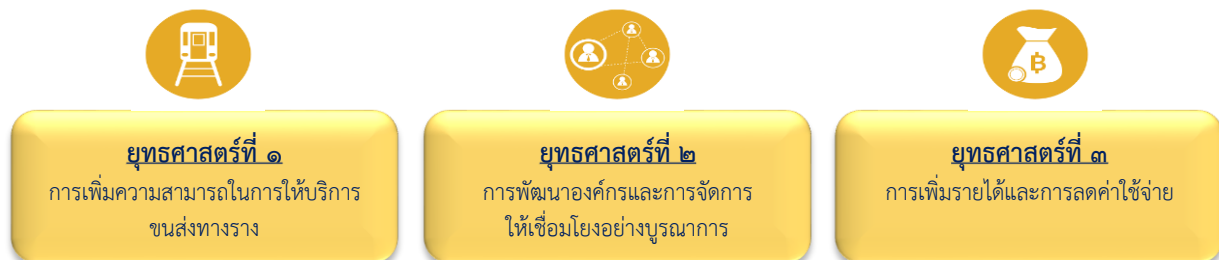 ยุทธศาสตร์ที่ ๑
การเพิ่มความสามารถในการให้บริการ
ขนส่งทางราง
ยุทธศาสตร์ที่ ๒
การพัฒนาองค์กรและการจัดการ
ให้เชื่อมโยงอย่างบูรณาการ
ยุทธศาสตร์ที่ ๓
การเพิ่มรายได้และการลดค่าใช้จ่าย